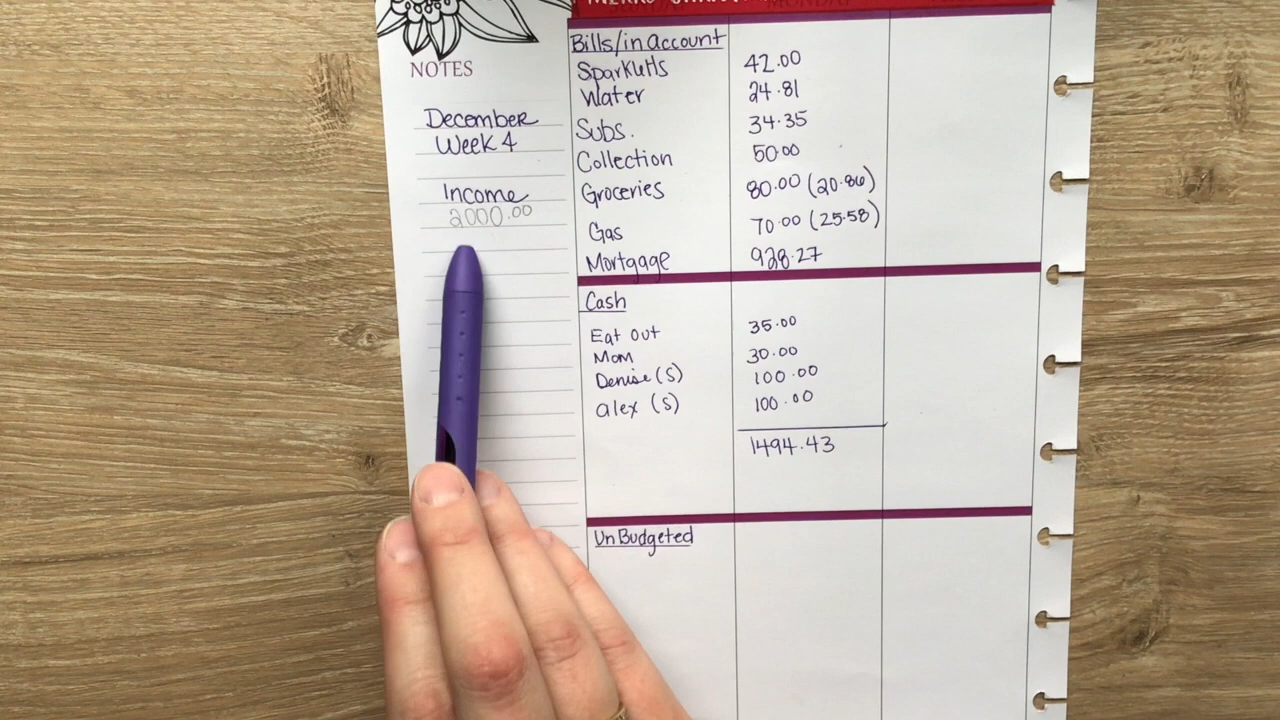 NOTES
December
Week 4
Income
2000.00
Bills/in Account
Sparkutls 42.00
Water 24.81
Subs. 34.35
Collection 50.00
Groceries 80.00 (20.86)
Gas 70.00 (25.58)
Mortgage 928.27
Cash
Eat Out 35.00
Mom 30.00
Denise (S) 100.00
Alex (S) 100.00
1494.43
UnBudgeted